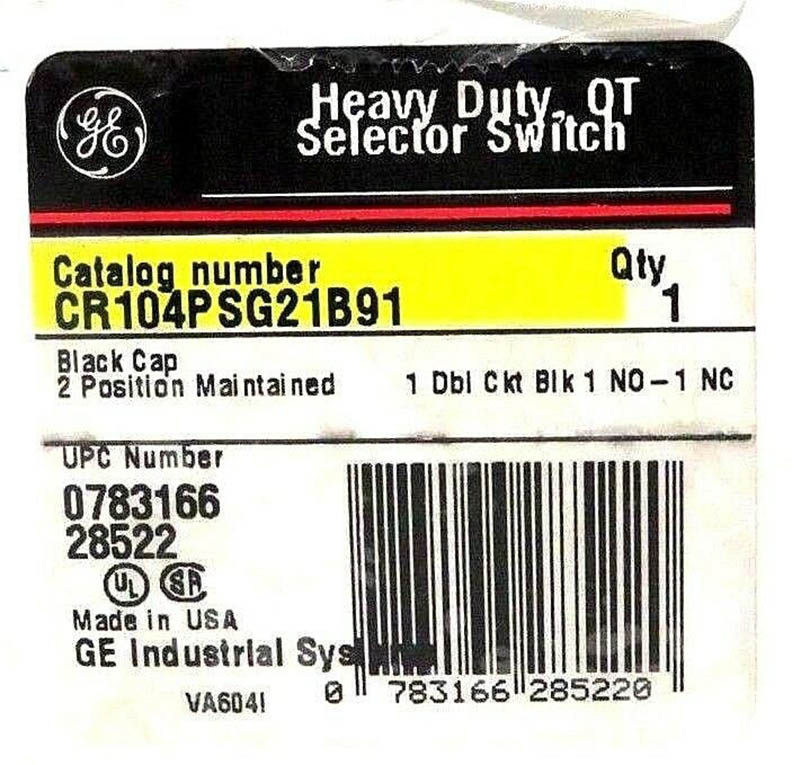 GE
Heavy Duty, OT
Selector Switch
Catalog number
Qty
CR104PSG21B91
1
Black Cap
2 Position Maintained
1 Dbl Ckt Blk 1 NO-1 NC
UPC Number
0783166
28522
UL SA
Made in USA
GE Industrial Sys
VA604I
0 783166 285220